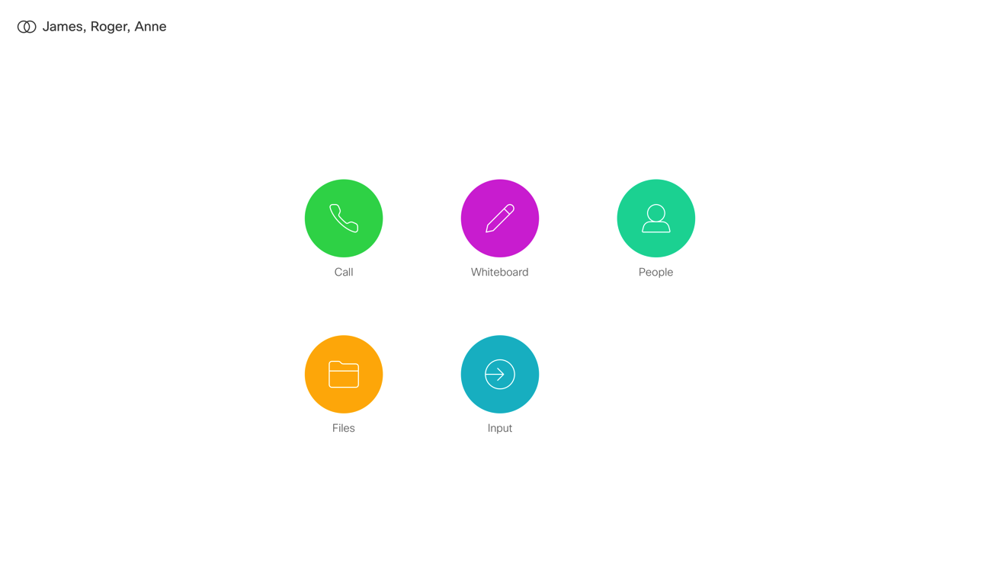 James, Roger, Anne
Call
Whiteboard
People
Files
Input